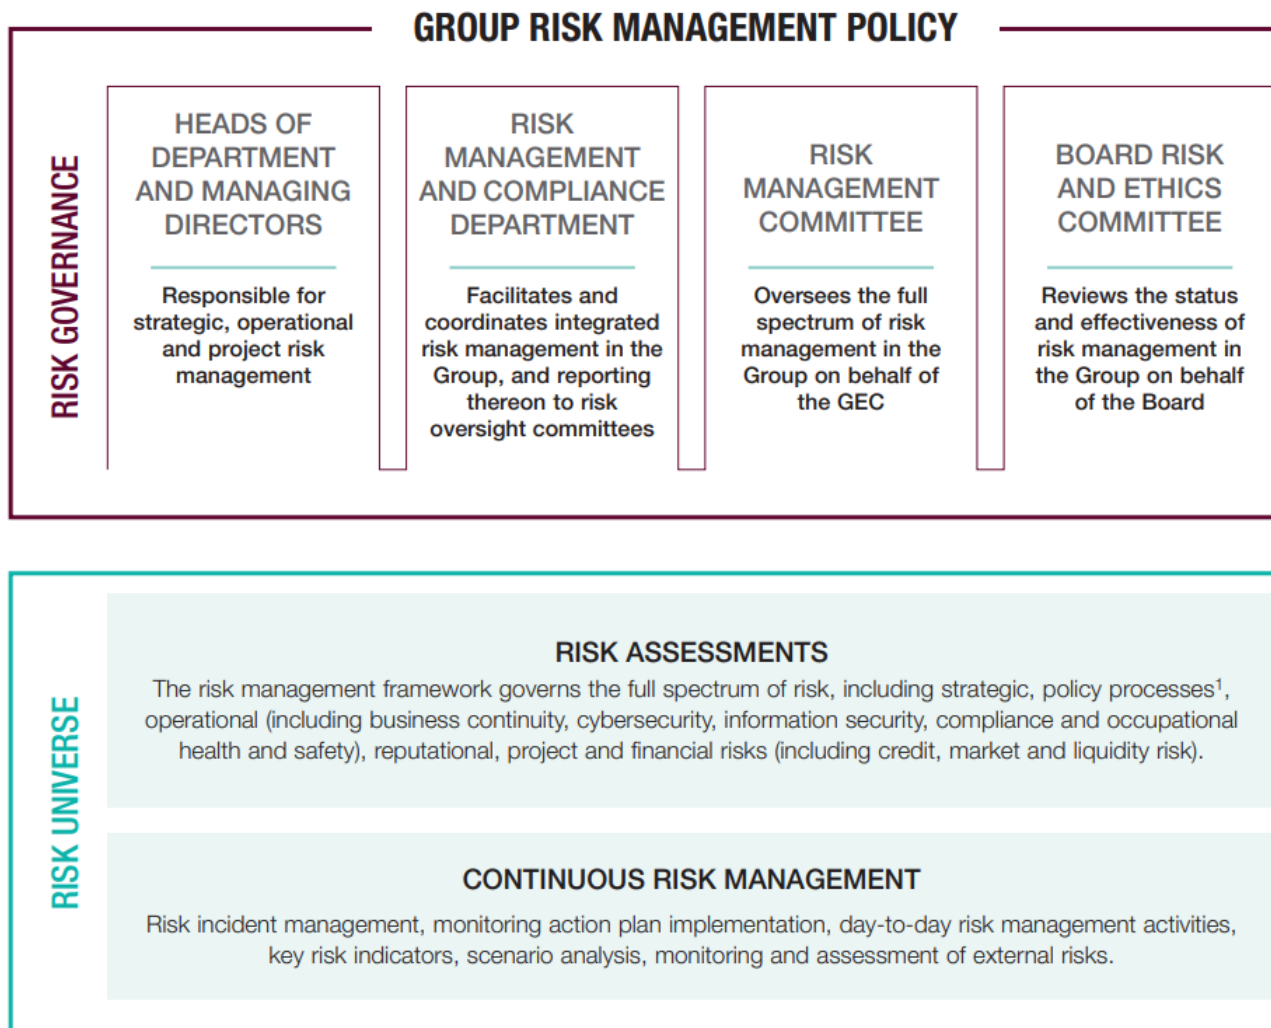 GROUP RISK MANAGEMENT POLICY
RISK GOVERNANCE
HEADS OF
DEPARTMENT
AND MANAGING
DIRECTORS
Responsible for
strategic, operational
and project risk
management
RISK
MANAGEMENT
AND COMPLIANCE
DEPARTMENT
Facilitates and
coordinates integrated
risk management in the
Group, and reporting
thereon to risk
oversight committees
RISK
MANAGEMENT
COMMITTEE
Oversees the full
spectrum of risk
management in the
Group on behalf of
the GEC
BOARD RISK
AND ETHICS
COMMITTEE
Reviews the status
and effectiveness of
risk management in
the Group on behalf
of the Board
RISK UNIVERSE
RISK ASSESSMENTS
The risk management framework governs the full spectrum of risk, including strategic, policy processes¹,
operational (including business continuity, cybersecurity, information security, compliance and occupational
health and safety), reputational, project and financial risks (including credit, market and liquidity risk).
CONTINUOUS RISK MANAGEMENT
Risk incident management, monitoring action plan implementation, day-to-day risk management activities,
key risk indicators, scenario analysis, monitoring and assessment of external risks.